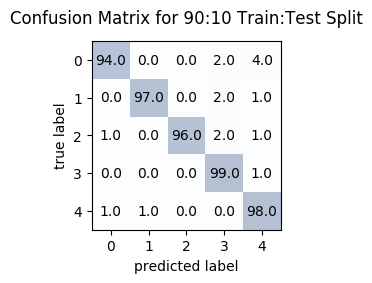 Confusion Matrix for 90:10 Train:Test Split
0 94.0 0.0 0.0 2.0 4.0
1 0.0 97.0 0.0 2.0 1.0
2 1.0 0.0 96.0 2.0 1.0
3 0.0 0.0 0.0 99.0 1.0
4 1.0 1.0 0.0 0.0 98.0
0 1 2 3 4
true label
predicted label